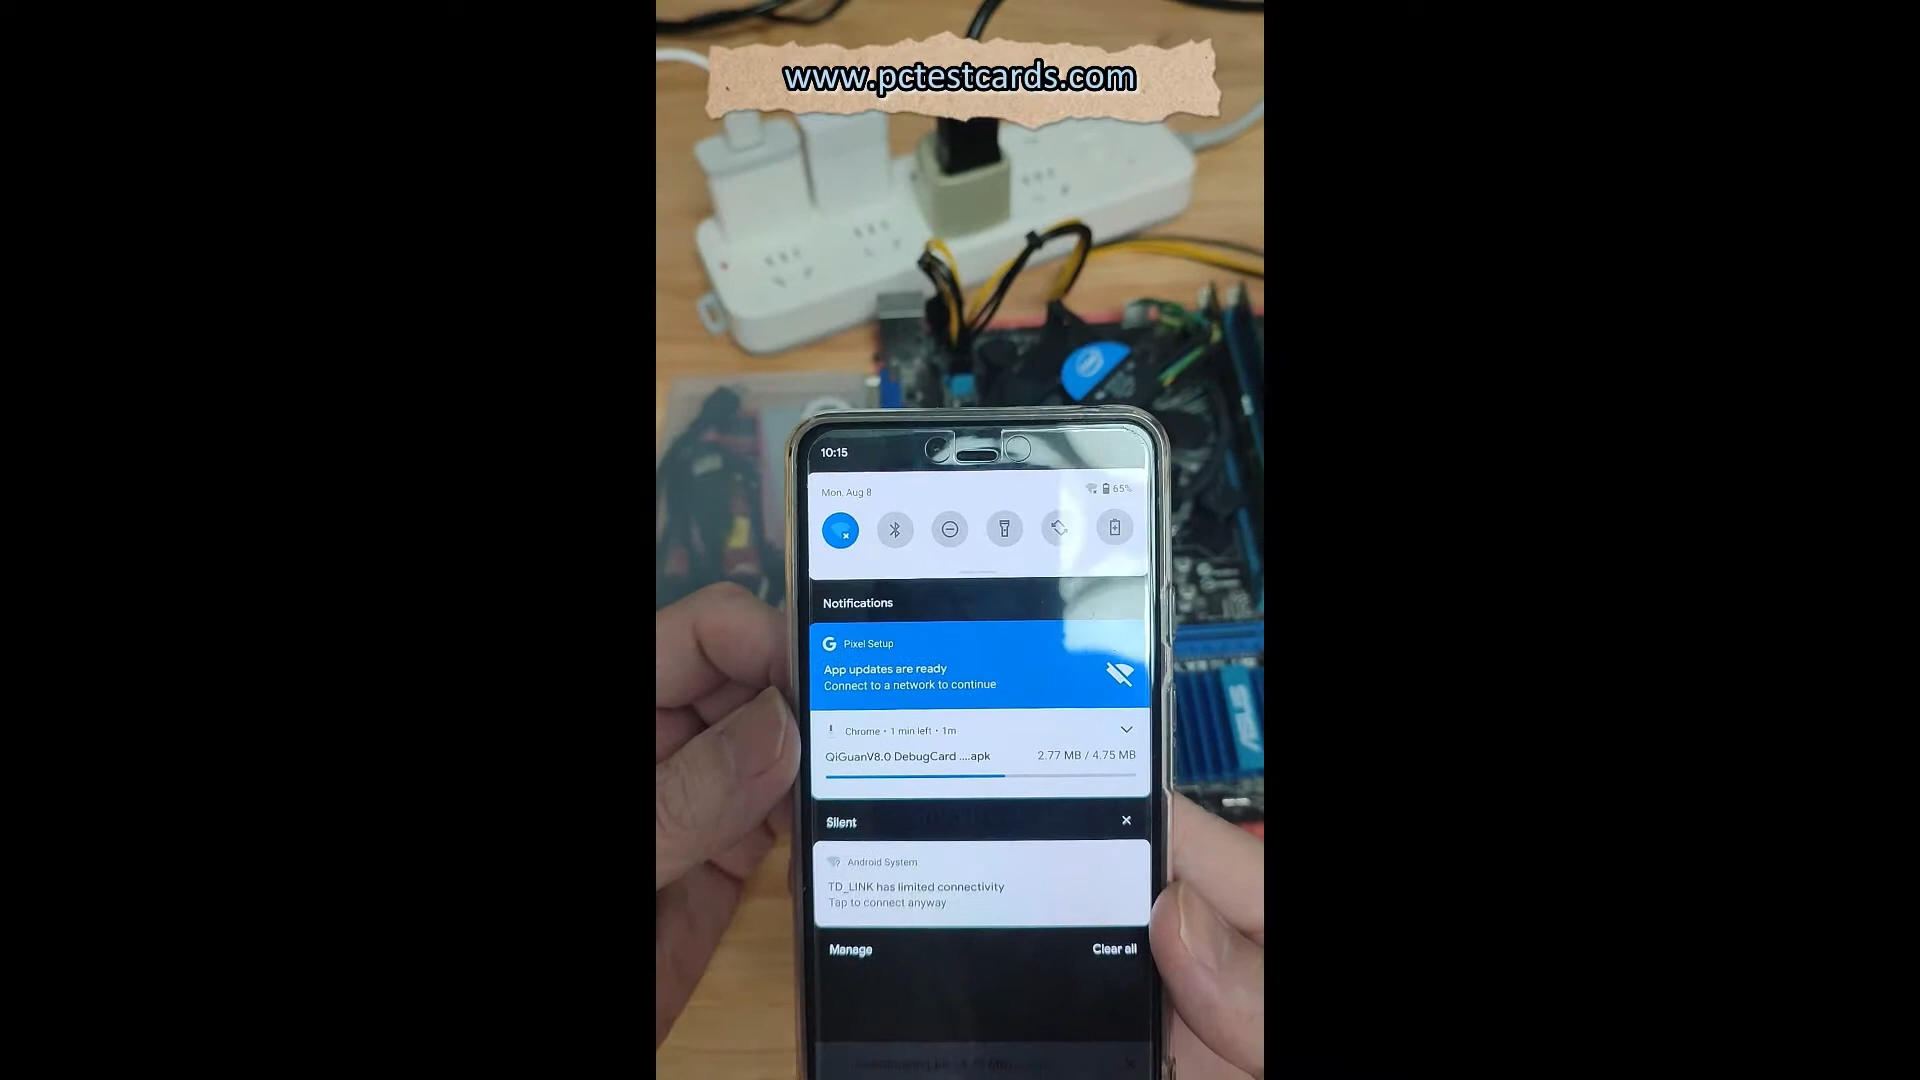 www.pctestcards.com
10:15
Mon, Aug 8
65%
Notifications
G Pixel Setup
App updates are ready
Connect to a network to continue
Chrome • 1 min left • 1m
QiGuanV8.0 DebugCard ....apk 2.77 MB / 4.75 MB
Silent
Android System
TD_LINK has limited connectivity
Tap to connect anyway
Manage Clear all
intel
ASUS